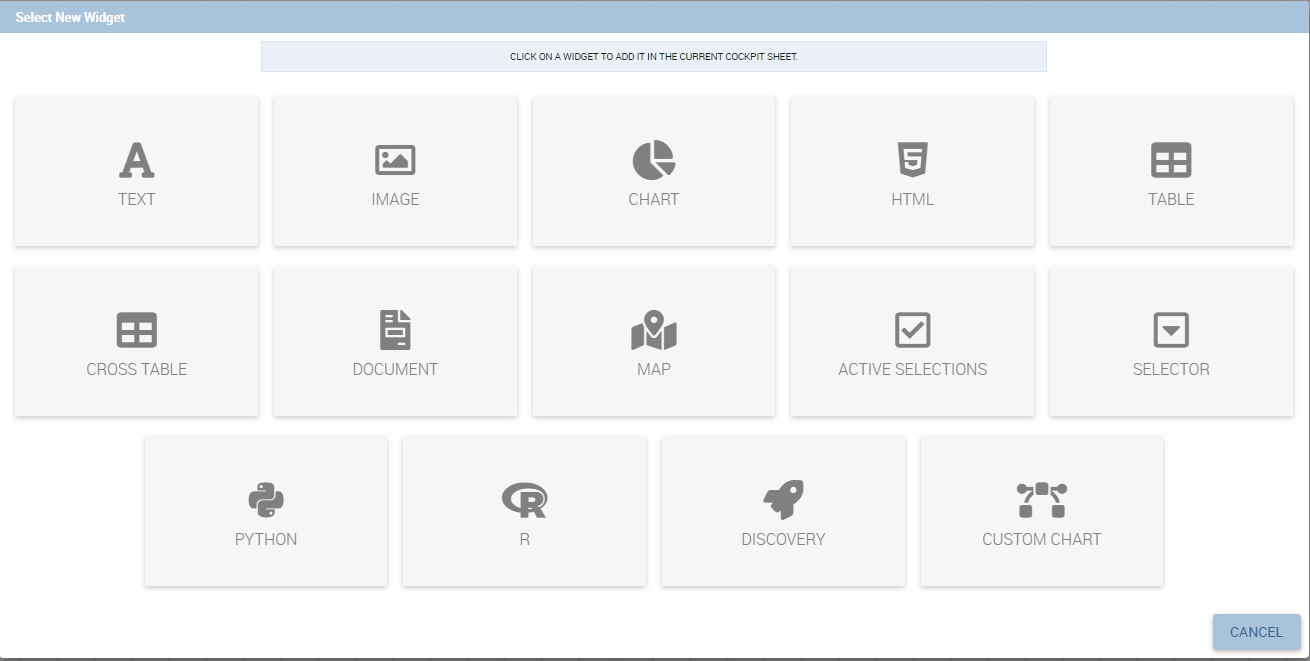 Select New Widget
CLICK ON A WIDGET TO ADD IT IN THE CURRENT COCKPIT SHEET.
TEXT
IMAGE
CHART
HTML
TABLE
CROSS TABLE
DOCUMENT
MAP
ACTIVE SELECTIONS
SELECTOR
PYTHON
R
DISCOVERY
CUSTOM CHART
CANCEL